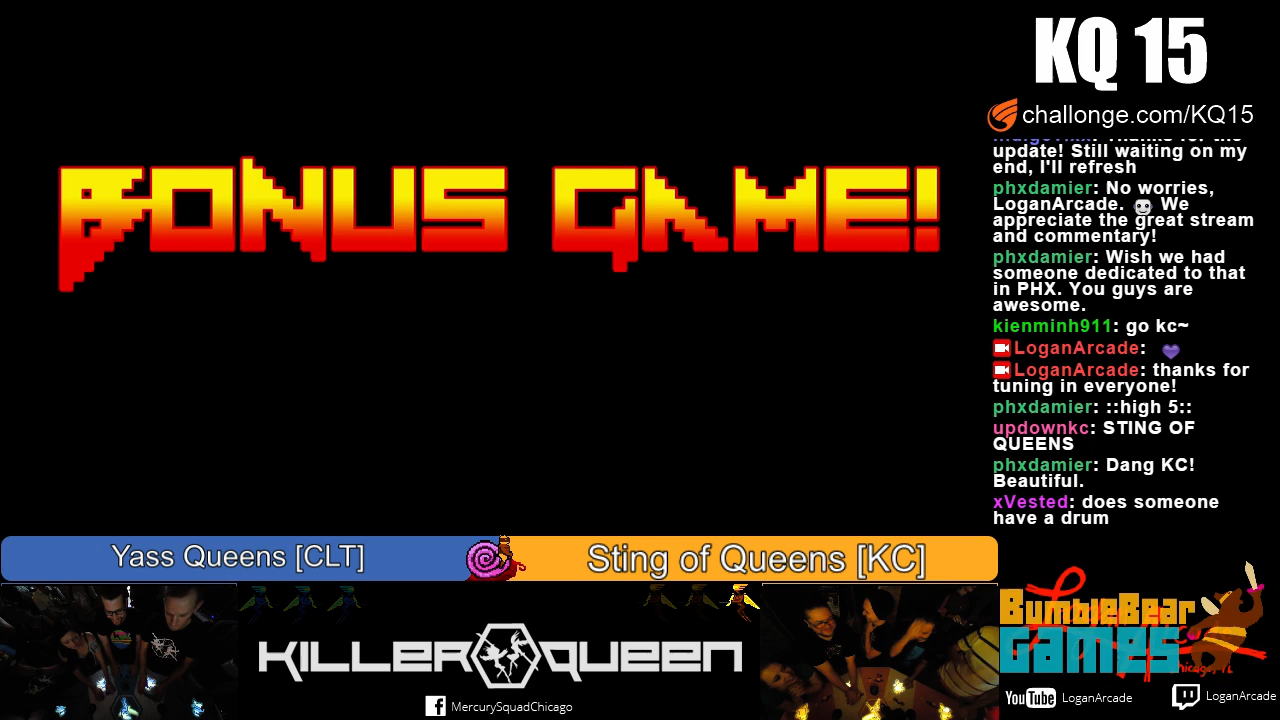 KQ 15
challonge.com/KQ15
BONUS GAME!
update! Still waiting on my
end, I'll refresh
phxdamier: No worries,
LoganArcade. We
appreciate the great stream
and commentary!
phxdamier: Wish we had
someone dedicated to that
in PHX. You guys are
awesome.
kienminh911: go kc~
LoganArcade:
LoganArcade: thanks for
tuning in everyone!
phxdamier: ::high 5::
updownkc: STING OF
QUEENS
phxdamier: Dang KC!
Beautiful.
xVested: does someone
have a drum
Yass Queens [CLT]
Sting of Queens [KC]
KILLER QUEEN
MercurySquadChicago
BumbleBear
Games
YouTube LoganArcade
LoganArcade